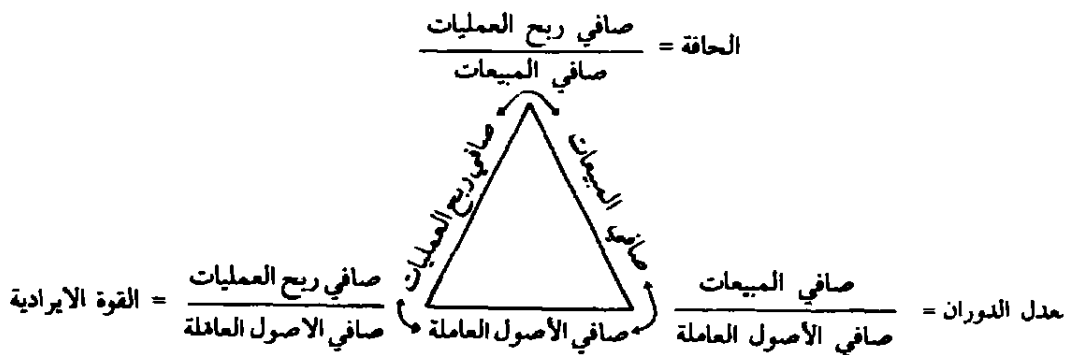 الحافة = صافي ربح العمليات
صافي المبيعات
صافي ربح العمليات
صافي المبيعات
معدل الدوران = صافي المبيعات
صافي الأصول العاملة
صافي الأصول العاملة
صافي ربح العمليات = القوة الايرادية
صافي الاصول العاملة